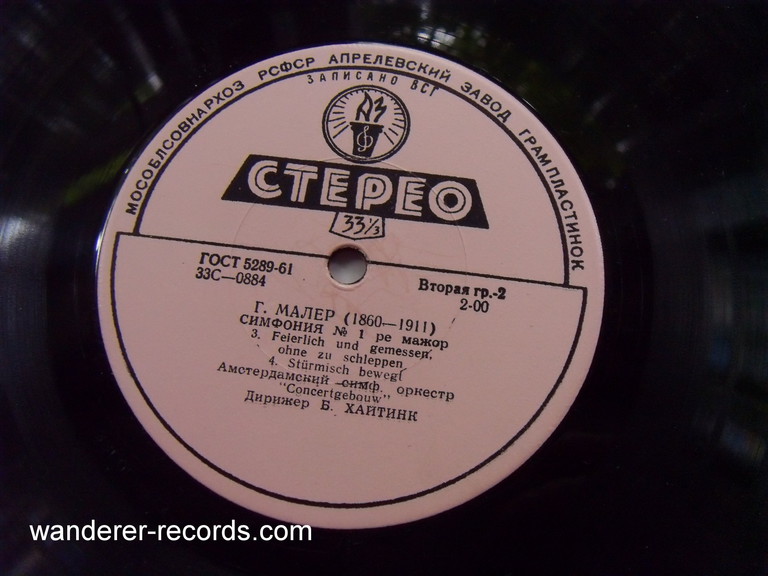 МОСОБЛСОВНАРХОЗ РСФСР АПРЕЛЕВСКИЙ ЗАВОД ГРАМПЛАСТИНОК
ЗАПИСАНО ВСГ
АЗ
СТЕРЕО
33⅓
ГОСТ 5289-61
33С—0884
Вторая гр.-2
2-00
Г. МАЛЕР (1860—1911)
СИМФОНИЯ № 1 ре мажор
3. Feierlich und gemessen,
ohne zu schleppen
4. Stürmisch bewegt
Амстердамский симф. оркестр
"Concertgebouw"
Дирижер Б. ХАЙТИНК
wanderer-records.com